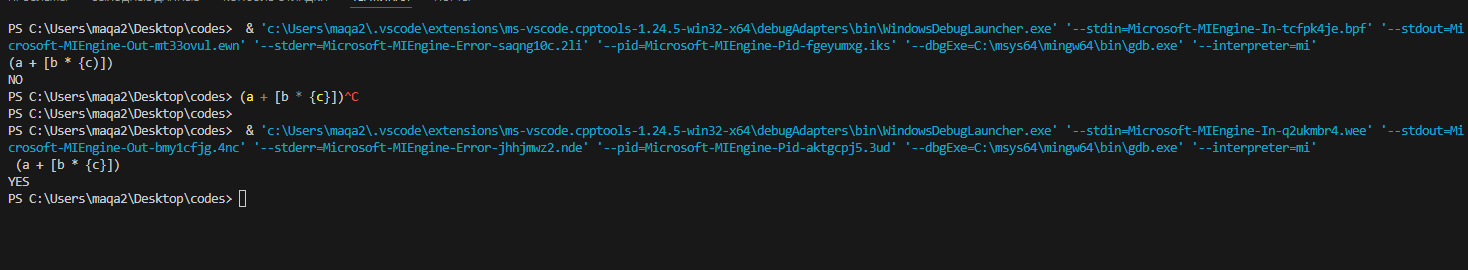 PS C:\Users\maqa2\Desktop\codes>  & 'c:\Users\maqa2\.vscode\extensions\ms-vscode.cpptools-1.24.5-win32-x64\debugAdapters\bin\WindowsDebugLauncher.exe' '--stdin=Microsoft-MIEngine-In-tcfpk4je.bpf' '--stdout=Mi
crosoft-MIEngine-Out-mt33ovul.ewn' '--stderr=Microsoft-MIEngine-Error-saqng10c.2li' '--pid=Microsoft-MIEngine-Pid-fgeyumxg.iks' '--dbgExe=C:\msys64\mingw64\bin\gdb.exe' '--interpreter=mi'
(a + [b * {c)])
NO
PS C:\Users\maqa2\Desktop\codes> (a + [b * {c}])^C
PS C:\Users\maqa2\Desktop\codes>
PS C:\Users\maqa2\Desktop\codes>  & 'c:\Users\maqa2\.vscode\extensions\ms-vscode.cpptools-1.24.5-win32-x64\debugAdapters\bin\WindowsDebugLauncher.exe' '--stdin=Microsoft-MIEngine-In-q2ukmbr4.wee' '--stdout=Mi
crosoft-MIEngine-Out-bmy1cfjg.4nc' '--stderr=Microsoft-MIEngine-Error-jhhjmwz2.nde' '--pid=Microsoft-MIEngine-Pid-aktgcpj5.3ud' '--dbgExe=C:\msys64\mingw64\bin\gdb.exe' '--interpreter=mi'
 (a + [b * {c}])
YES
PS C:\Users\maqa2\Desktop\codes>